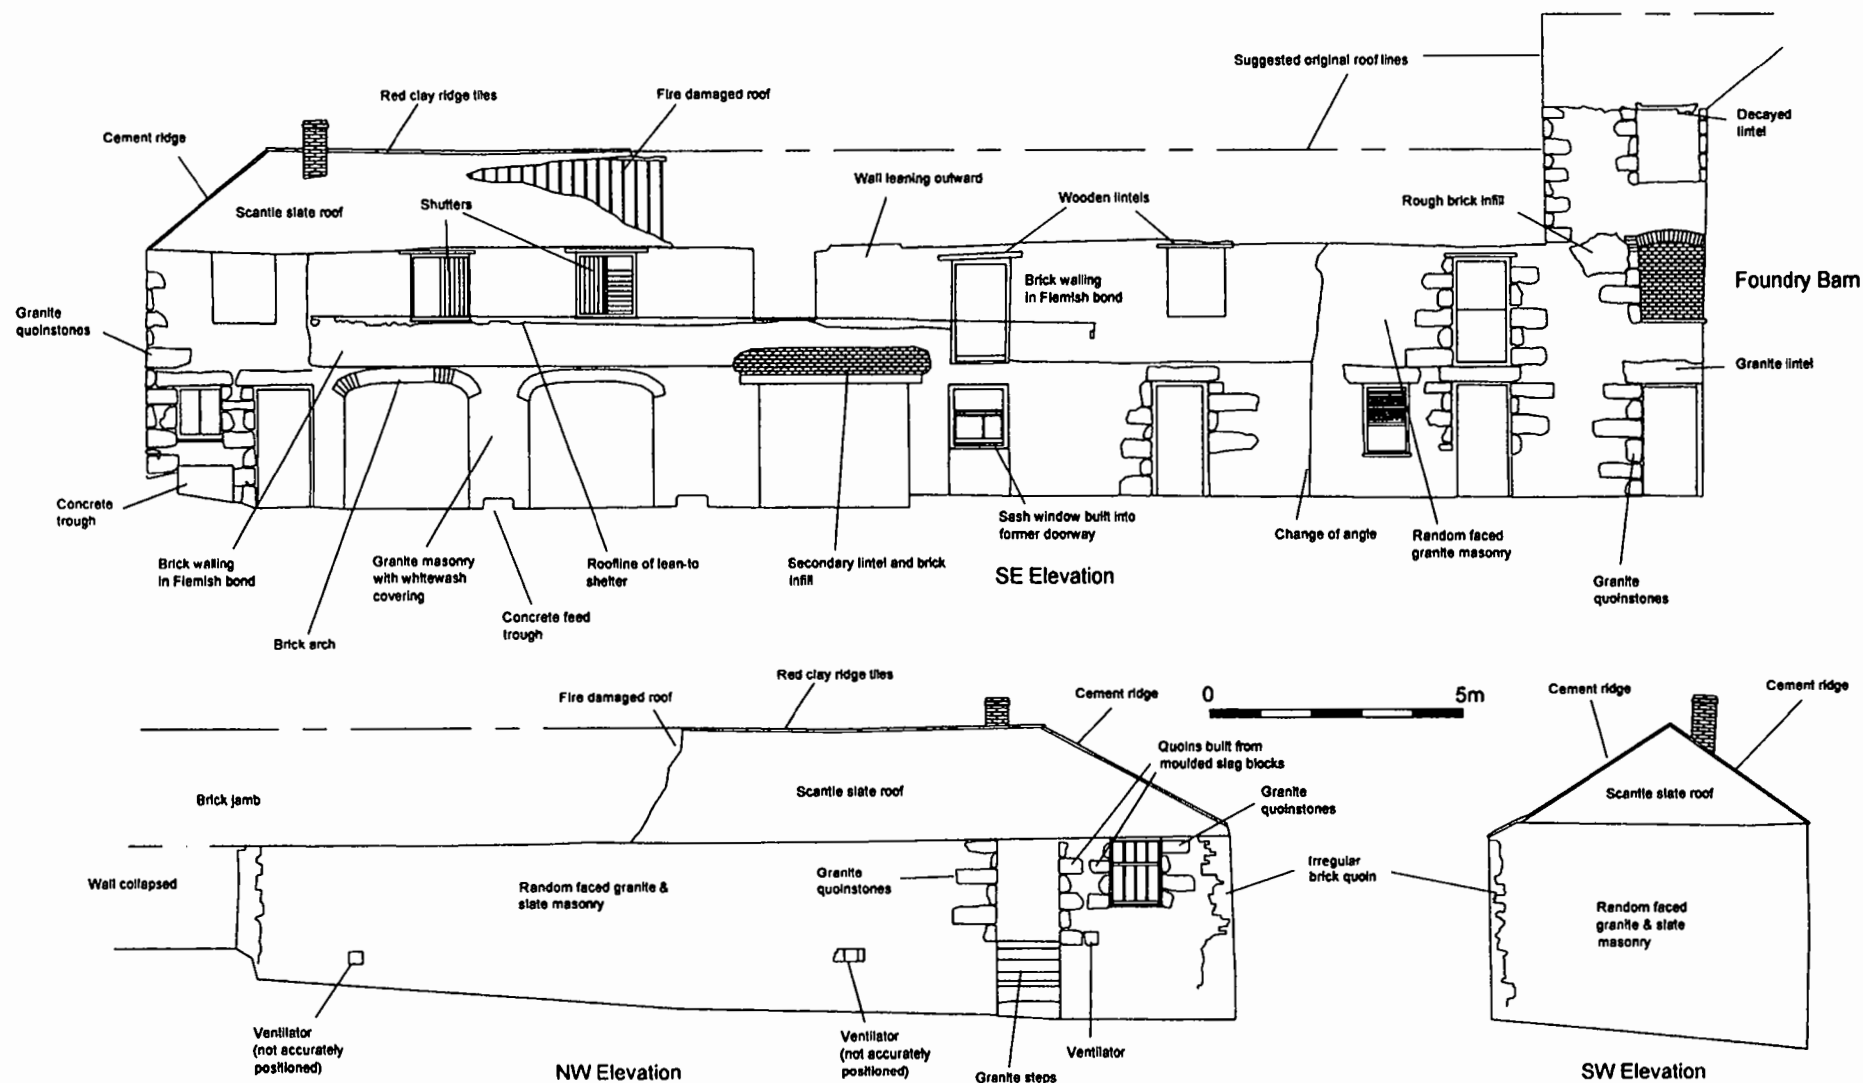 Suggested original roof lines
Red clay ridge tiles
Fire damaged roof
Decayed
lintel
Cement ridge
Wall leaning outward
Wooden lintels
Rough brick infill
Scantle slate roof
Shutters
Brick walling
in Flemish bond
Foundry Barn
Granite
quoinstones
Granite lintel
Concrete
trough
Sash window built into
former doorway
Change of angle
Random faced
granite masonry
Brick walling
in Flemish bond
Granite masonry
with whitewash
covering
Roofline of lean-to
shelter
Secondary lintel and brick
infill
SE Elevation
Granite
quoinstones
Concrete feed
trough
Brick arch
Red clay ridge tiles
Fire damaged roof
Cement ridge
0
5m
Cement ridge
Cement ridge
Quoins built from
moulded slag blocks
Brick jamb
Scantle slate roof
Granite
quoinstones
Scantle slate roof
Wall collapsed
Random faced granite &
slate masonry
Granite
quoinstones
Irregular
brick quoin
Random faced
granite & slate
masonry
Ventilator
(not accurately
positioned)
Ventilator
(not accurately
positioned)
Ventilator
NW Elevation
Granite steps
SW Elevation